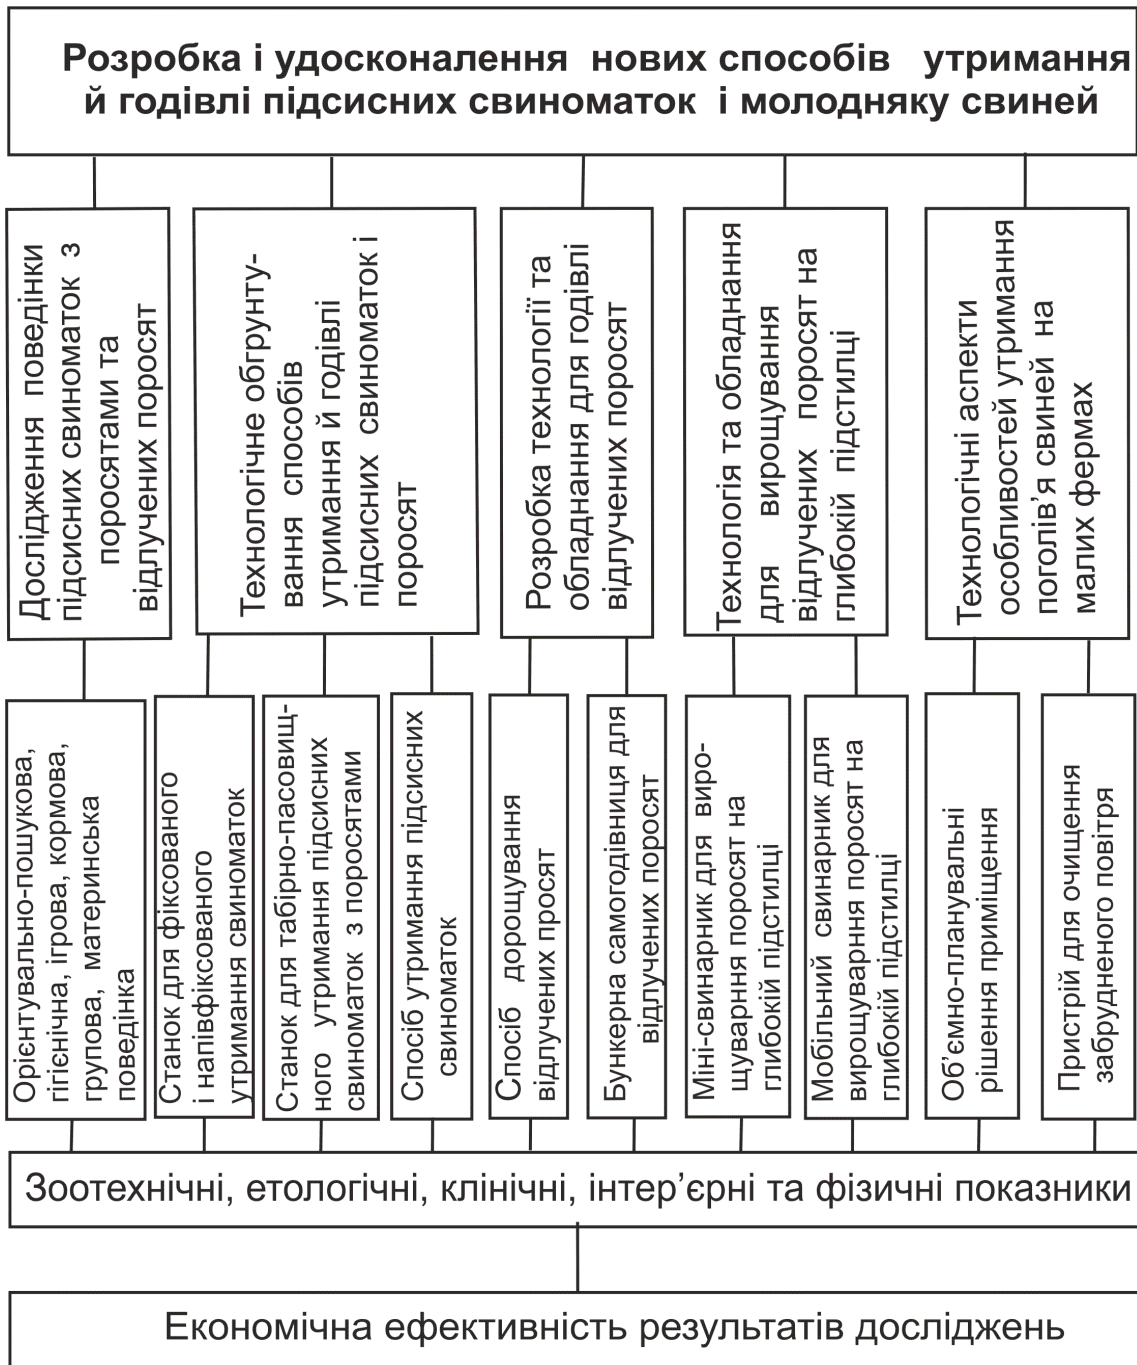 Розробка і удосконалення нових способів утримання
й годівлі підсисних свиноматок і молодняку свиней
Дослідження поведінки
підсисних свиноматок з
поросятами та
відлучених поросят
Технологічне обгрунту-
вання способів
утримання й годівлі
підсисних свиноматок і
поросят
Розробка технології та
обладнання для годівлі
відлучених поросят
Технологія та обладнання
для вирощування
відлучених поросят на
глибокій підстилці
Технологічні аспекти
особливостей утримання
поголів’я свиней на
малих фермах
Орієнтувально-пошукова,
гігієнічна, ігрова, кормова,
групова, материнська
поведінка
Станок для фіксованого
і напівфіксованого
утримання свиноматок
Станок для табірно-пасовищ-
ного утримання підсисних
свиноматок з поросятами
Спосіб утримання підсисних
свиноматок
Спосіб дорощування
відлучених просят
Бункерна самогодівниця для
відлучених поросят
Міні-свинарник для виро-
щуварння поросят на
глибокій підстилці
Мобільний свинарник для
вирощуварння поросят на
глибокій підстилці
Об’ємно-планувальні
рішення приміщення
Пристрій для очищення
забрудненого повітря
Зоотехнічні, етологічні, клінічні, інтер’єрні та фізичні показники
Економічна ефективність результатів досліджень